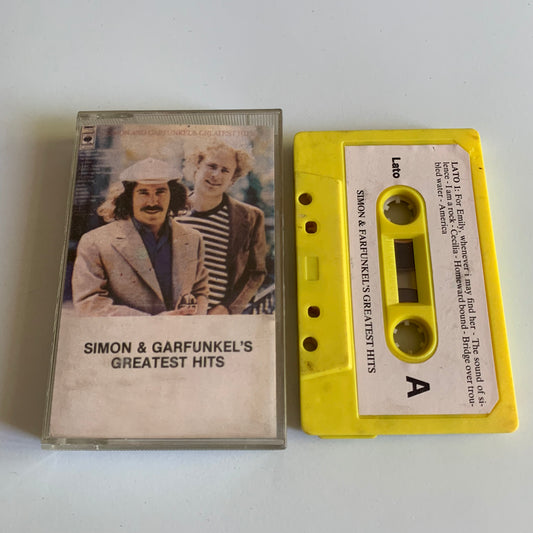 SIMON AND GARFUNKEL'S GREATEST HITS
SIMON & GARFUNKEL'S
GREATEST HITS
Lato
A
SIMON & FARFUNKEL'S GREATEST HITS
LATO 1: For Emily, whenever i may find her - The sound of si-
lence - I am a rock - Cecilia - Homeward bound - Bridge over trou-
bled water - America